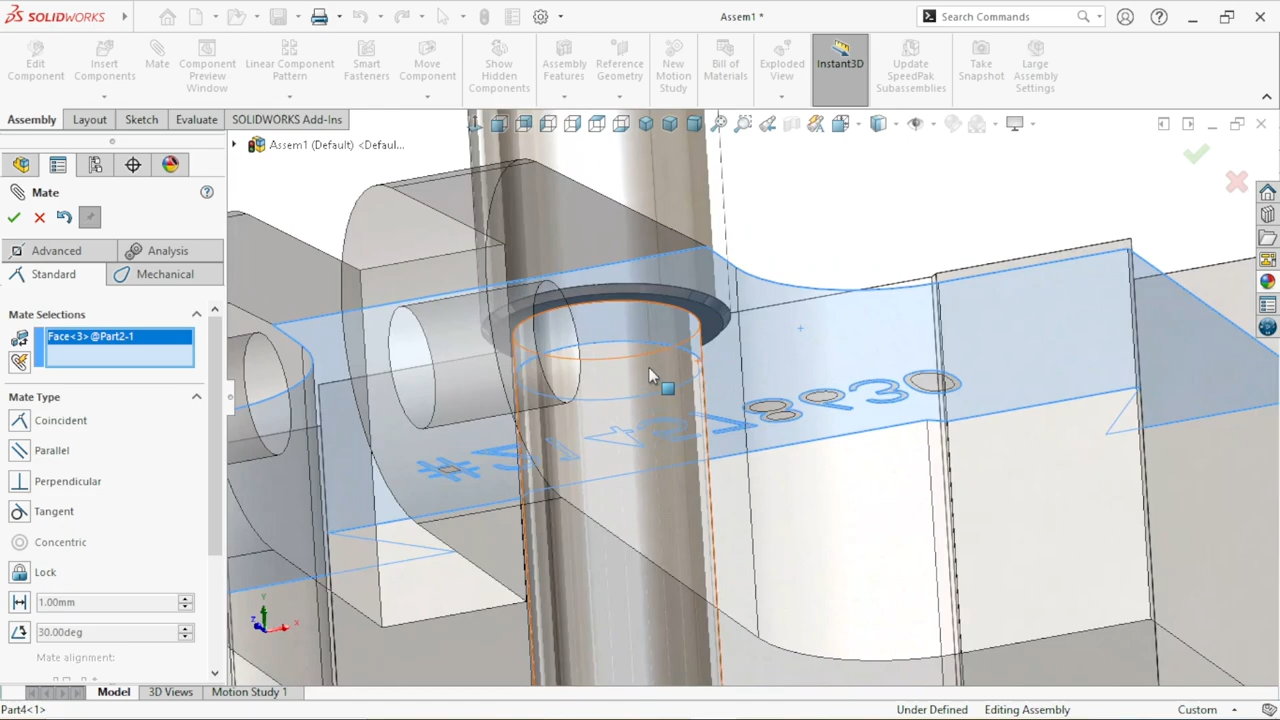 SOLIDWORKS
Assem1 *
Search Commands
Edit Component
Insert Components
Mate
Component Preview Window
Linear Component Pattern
Smart Fasteners
Move Component
Show Hidden Components
Assembly Features
Reference Geometry
New Motion Study
Bill of Materials
Exploded View
Instant3D
Update SpeedPak Subassemblies
Take Snapshot
Large Assembly Settings
Assembly
Layout
Sketch
Evaluate
SOLIDWORKS Add-Ins
Assem1 (Default) <Defaul...
Mate
Advanced
Analysis
Standard
Mechanical
Mate Selections
Face<3>@Part2-1
Mate Type
Coincident
Parallel
Perpendicular
Tangent
Concentric
Lock
1.00mm
30.00deg
Mate alignment:
Y
X
Z
Model
3D Views
Motion Study 1
Part4<1>
Under Defined
Editing Assembly
Custom